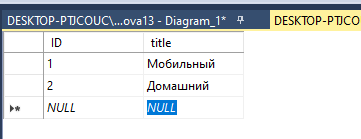 DESKTOP-PTJCOUC\...ova13 - Diagram_1* DESKTOP-PTJCO
ID title
1 Мобильный
2 Домашний
NULL NULL